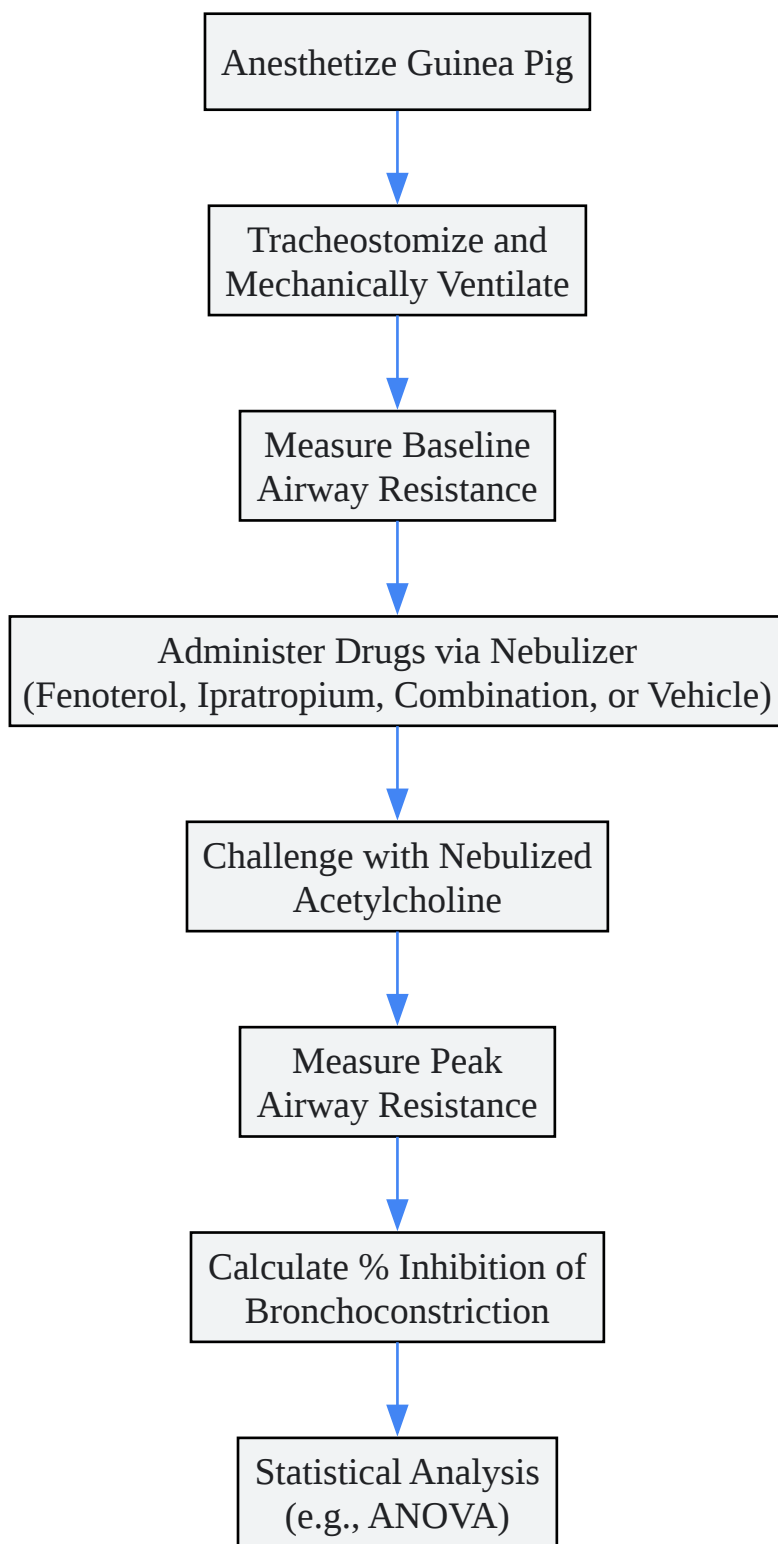 Anesthetize Guinea Pig
Tracheostomize and
Mechanically Ventilate
Measure Baseline
Airway Resistance
Administer Drugs via Nebulizer
(Fenoterol, Ipratropium, Combination, or Vehicle)
Challenge with Nebulized
Acetylcholine
Measure Peak
Airway Resistance
Calculate % Inhibition of
Bronchoconstriction
Statistical Analysis
(e.g., ANOVA)